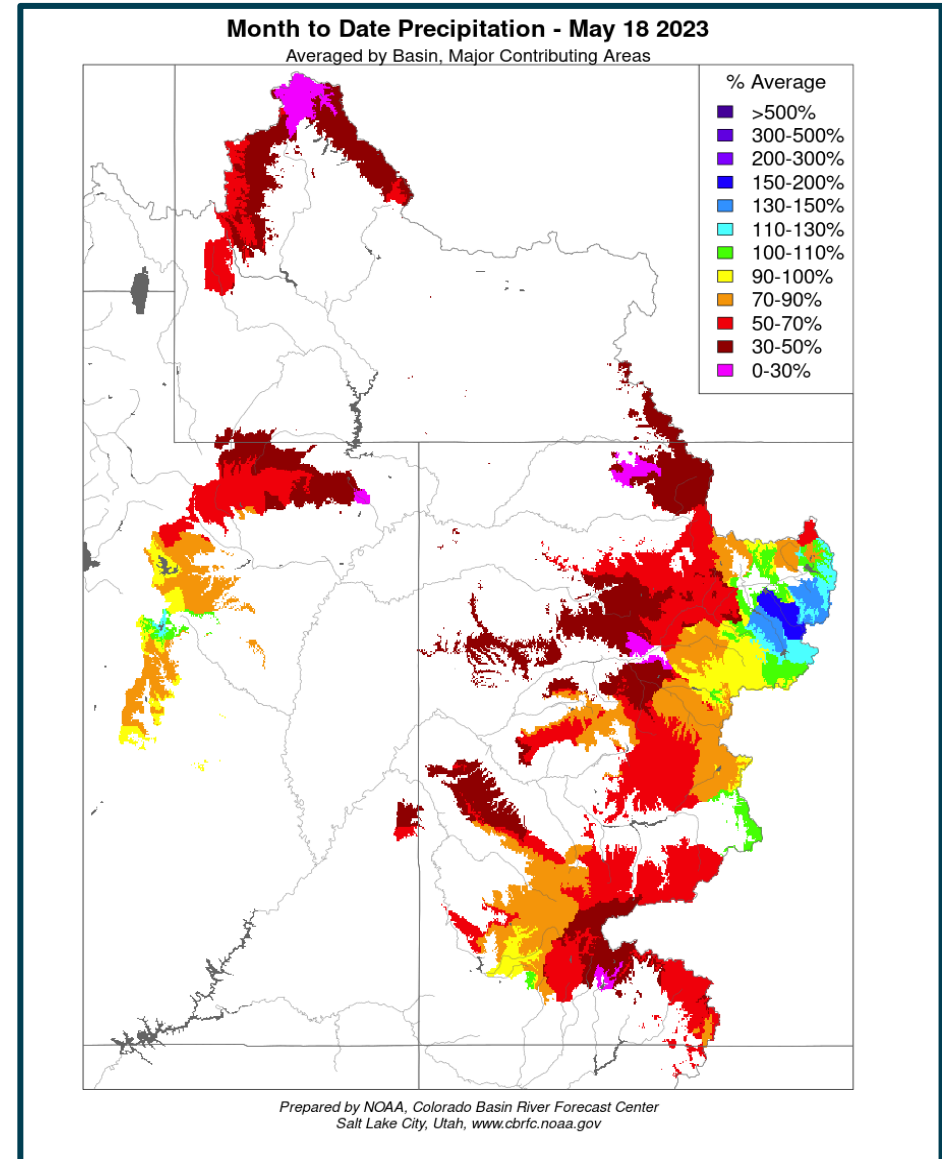 Month to Date Precipitation - May 18 2023
Averaged by Basin, Major Contributing Areas
% Average
>500%
300-500%
200-300%
150-200%
130-150%
110-130%
100-110%
90-100%
70-90%
50-70%
30-50%
0-30%
Prepared by NOAA, Colorado Basin River Forecast Center
Salt Lake City, Utah, www.cbrfc.noaa.gov